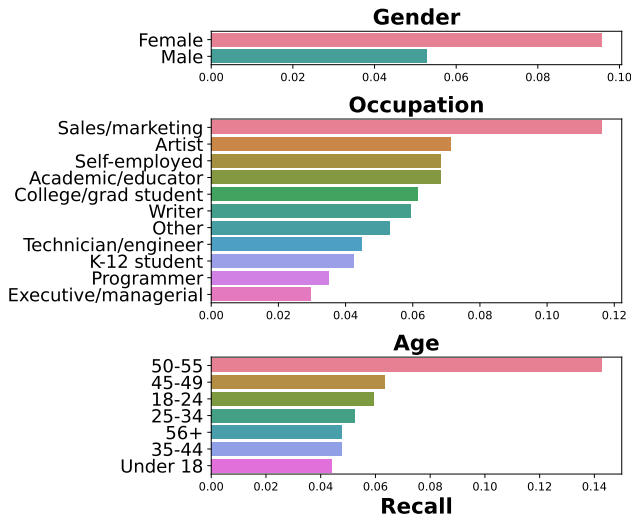 Gender
Female
Male
0.00 0.02 0.04 0.06 0.08 0.10
Occupation
Sales/marketing
Artist
Self-employed
Academic/educator
College/grad student
Writer
Other
Technician/engineer
K-12 student
Programmer
Executive/managerial
0.00 0.02 0.04 0.06 0.08 0.10 0.12
Age
50-55
45-49
18-24
25-34
56+
35-44
Under 18
0.00 0.02 0.04 0.06 0.08 0.10 0.12 0.14
Recall